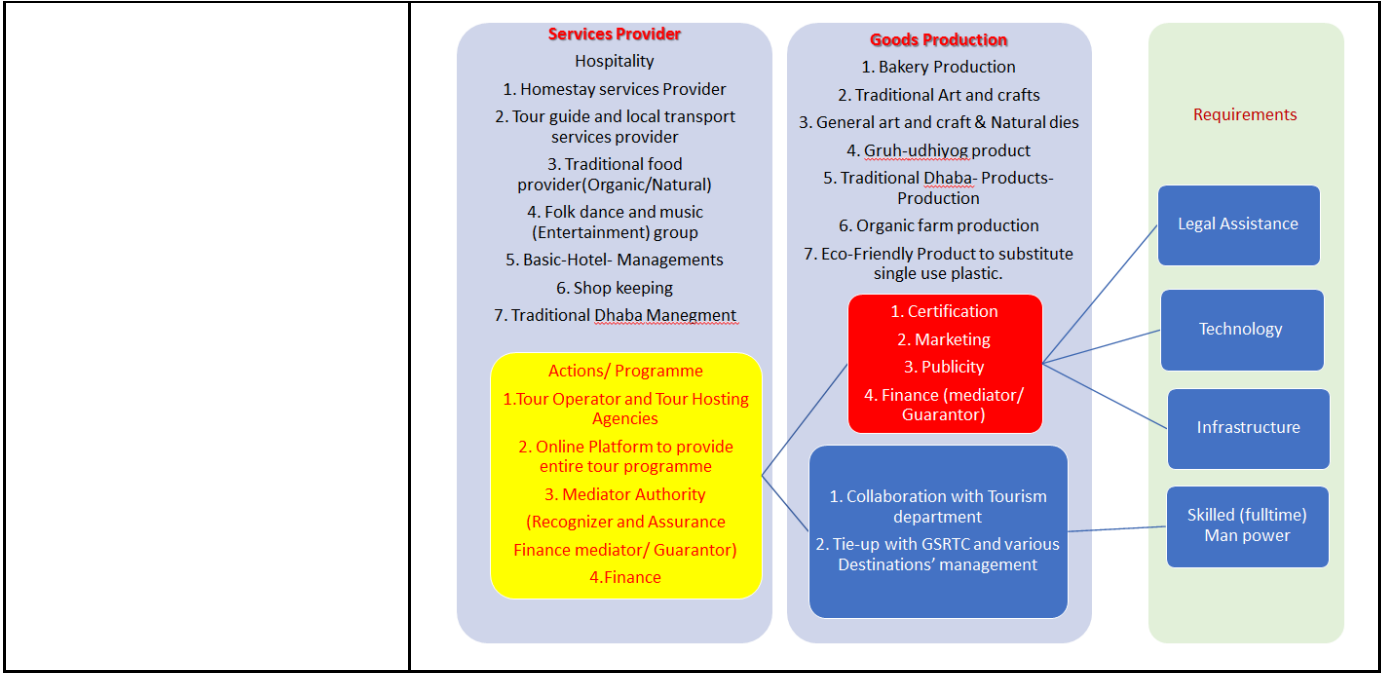 Services Provider
Hospitality
1. Homestay services Provider
2. Tour guide and local transport
services provider
3. Traditional food
provider(Organic/Natural)
4. Folk dance and music
(Entertainment) group
5. Basic-Hotel- Managements
6. Shop keeping
7. Traditional Dhaba Manegment
Actions/ Programme
1.Tour Operator and Tour Hosting
Agencies
2. Online Platform to provide
entire tour programme
3. Mediator Authority
(Recognizer and Assurance
Finance mediator/ Guarantor)
4.Finance
Goods Production
1. Bakery Production
2. Traditional Art and crafts
3. General art and craft & Natural dies
4. Gruh-udhiyog product
5. Traditional Dhaba- Products-
Production
6. Organic farm production
7. Eco-Friendly Product to substitute
single use plastic.
1. Certification
2. Marketing
3. Publicity
4. Finance (mediator/
Guarantor)
1. Collaboration with Tourism
department
2. Tie-up with GSRTC and various
Destinations’ management
Requirements
Legal Assistance
Technology
Infrastructure
Skilled (fulltime)
Man power